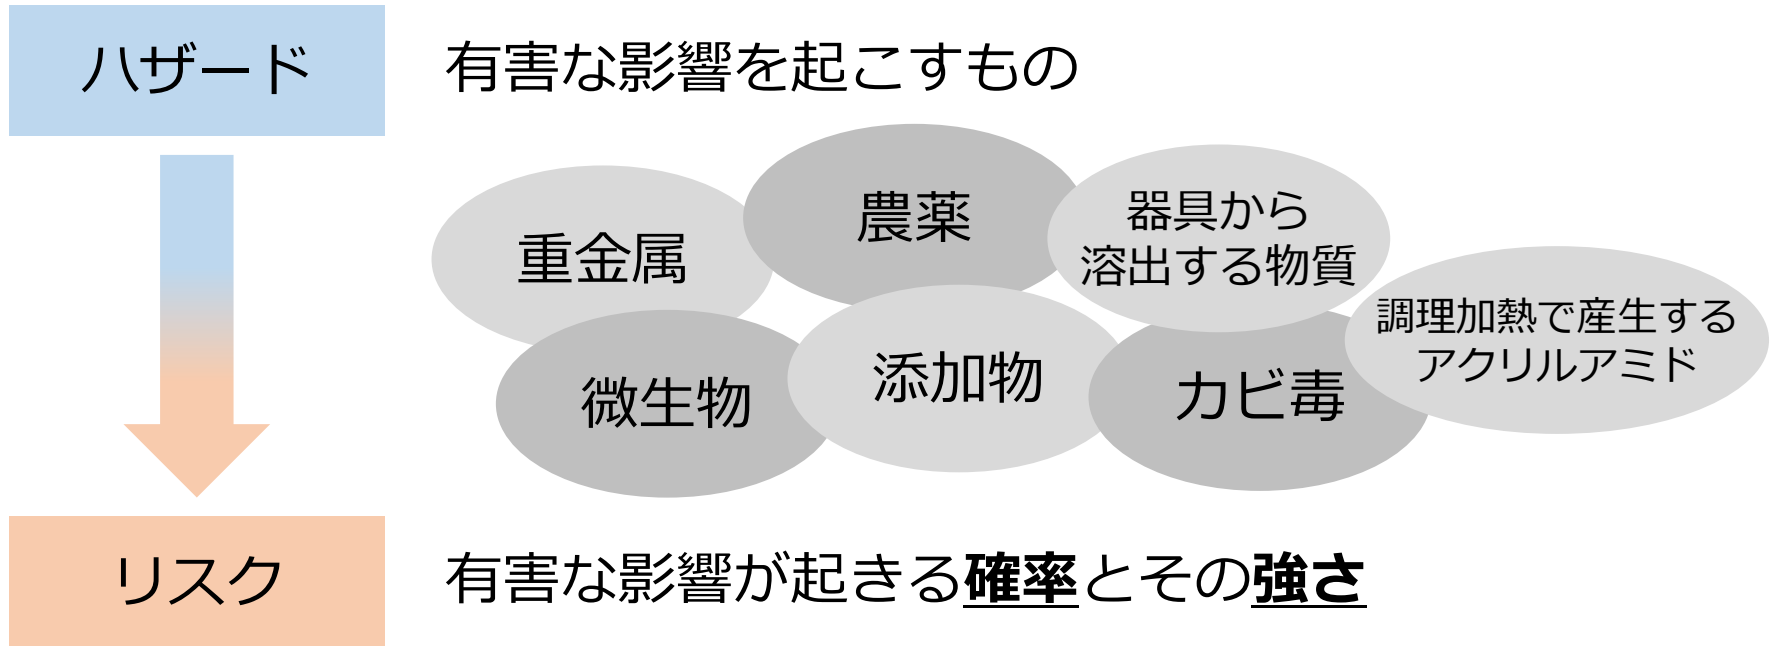 ハザード
有害な影響を起こすもの
重金属
農薬
器具から
溶出する物質
調理加熱で産生する
アクリルアミド
微生物
添加物
カビ毒
リスク
有害な影響が起きる確率とその強さ